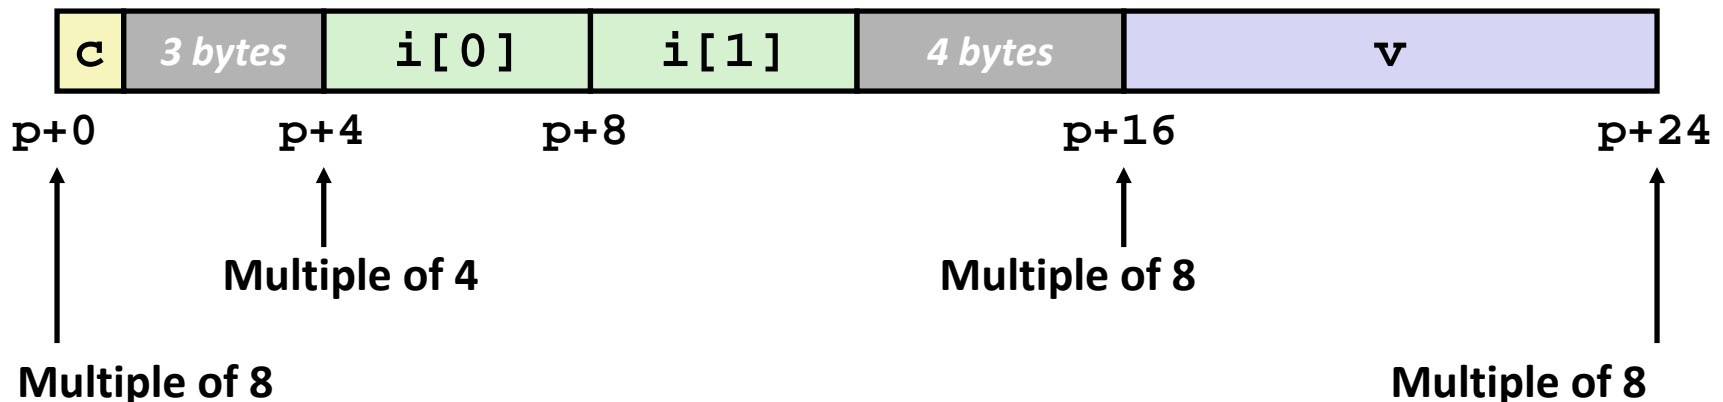 c 3 bytes i[0] i[1] 4 bytes v
p+0 p+4 p+8 p+16 p+24
Multiple of 4 Multiple of 8
Multiple of 8 Multiple of 8